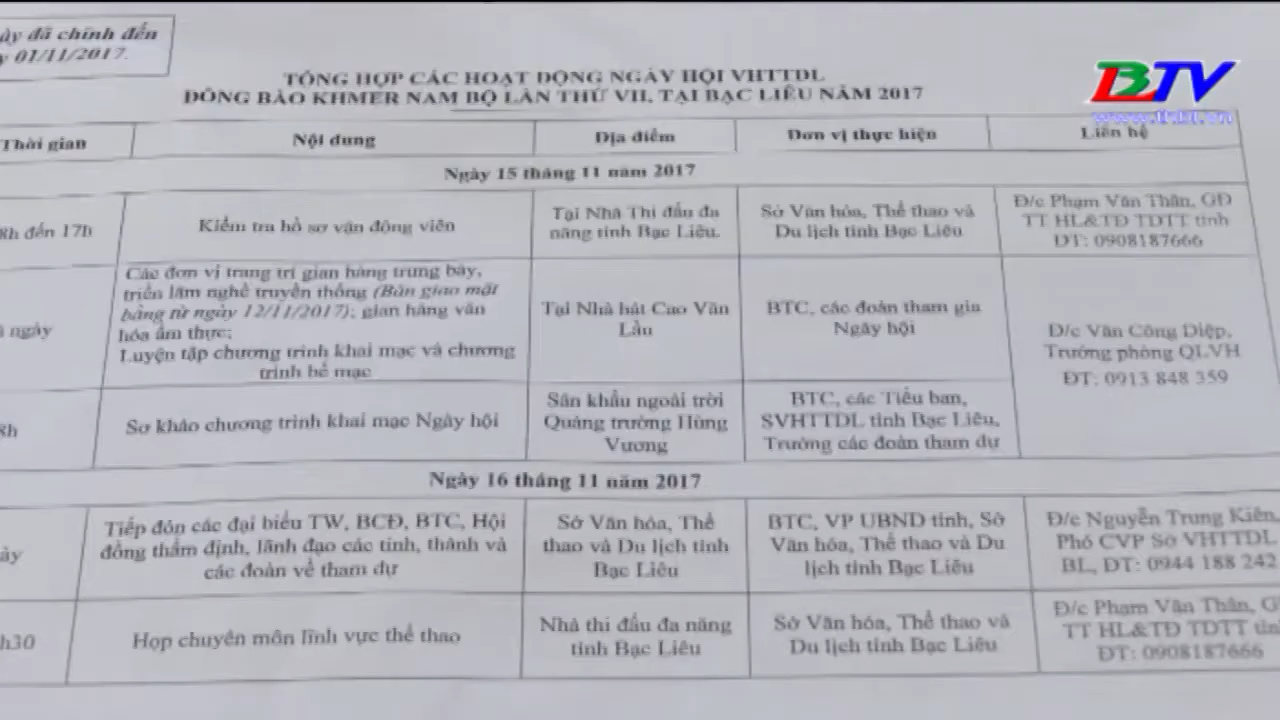 ày đã chỉnh đến
y 01/11/2017.
BTV
TỔNG HỢP CÁC HOẠT ĐỘNG NGÀY HỘI VHTTDL
ĐỒNG BÀO KHMER NAM BỘ LẦN THỨ VII, TẠI BẠC LIÊU NĂM 2017
Thời gian
Nội dung
Địa điểm
Đơn vị thực hiện
Liên hệ
Ngày 15 tháng 11 năm 2017
8h đến 17h
Kiểm tra hồ sơ vận động viên
Tại Nhà Thi đấu đa
năng tỉnh Bạc Liêu.
Sở Văn hóa, Thể thao và
Du lịch tỉnh Bạc Liêu
Đ/c Phạm Văn Thân, GĐ
TT HL&TĐ TDTT tỉnh
ĐT: 0908187666
ngày
Các đơn vị trang trí gian hàng trưng bày,
triển lãm nghề truyền thống (Bàn giao mặt
bằng từ ngày 12/11/2017); gian hàng văn
hóa ẩm thực;
Luyện tập chương trình khai mạc và chương
trình bế mạc
Tại Nhà hát Cao Văn
Lầu
BTC, các đoàn tham gia
Ngày hội
Đ/c Văn Công Diệp,
Trưởng phòng QLVH
ĐT: 0913 848 359
8h
Sơ khảo chương trình khai mạc Ngày hội
Sân khấu ngoài trời
Quảng trường Hùng
Vương
BTC, các Tiểu ban,
SVHTTDL tỉnh Bạc Liêu,
Trưởng các đoàn tham dự
Ngày 16 tháng 11 năm 2017
ày
Tiếp đón các đại biểu TW, BCĐ, BTC, Hội
đồng thẩm định, lãnh đạo các tỉnh, thành và
các đoàn về tham dự
Sở Văn hóa, Thể
thao và Du lịch tỉnh
Bạc Liêu
BTC, VP UBND tỉnh, Sở
Văn hóa, Thể thao và Du
lịch tỉnh Bạc Liêu
Đ/c Nguyễn Trung Kiên,
Phó CVP Sở VHTTDL
BL, DT: 0944 188 242
h30
Họp chuyên môn lĩnh vực thể thao
Nhà thi đấu đa năng
tỉnh Bạc Liêu
Sở Văn hóa, Thể thao và
Du lịch tỉnh Bạc Liêu
Đ/c Phạm Văn Thân, G
TT HL&TĐ TDTT tỉn
ĐT: 0908187666